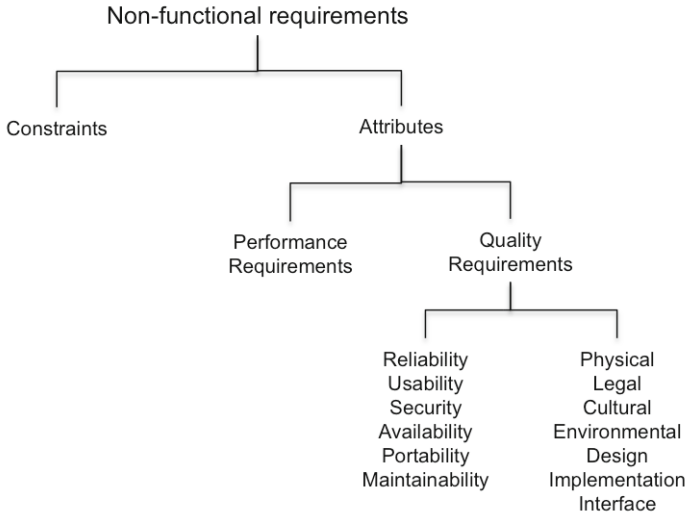 Non-functional requirements
Constraints
Attributes
Performance
Requirements
Quality
Requirements
Reliability
Usability
Security
Availability
Portability
Maintainability
Physical
Legal
Cultural
Environmental
Design
Implementation
Interface